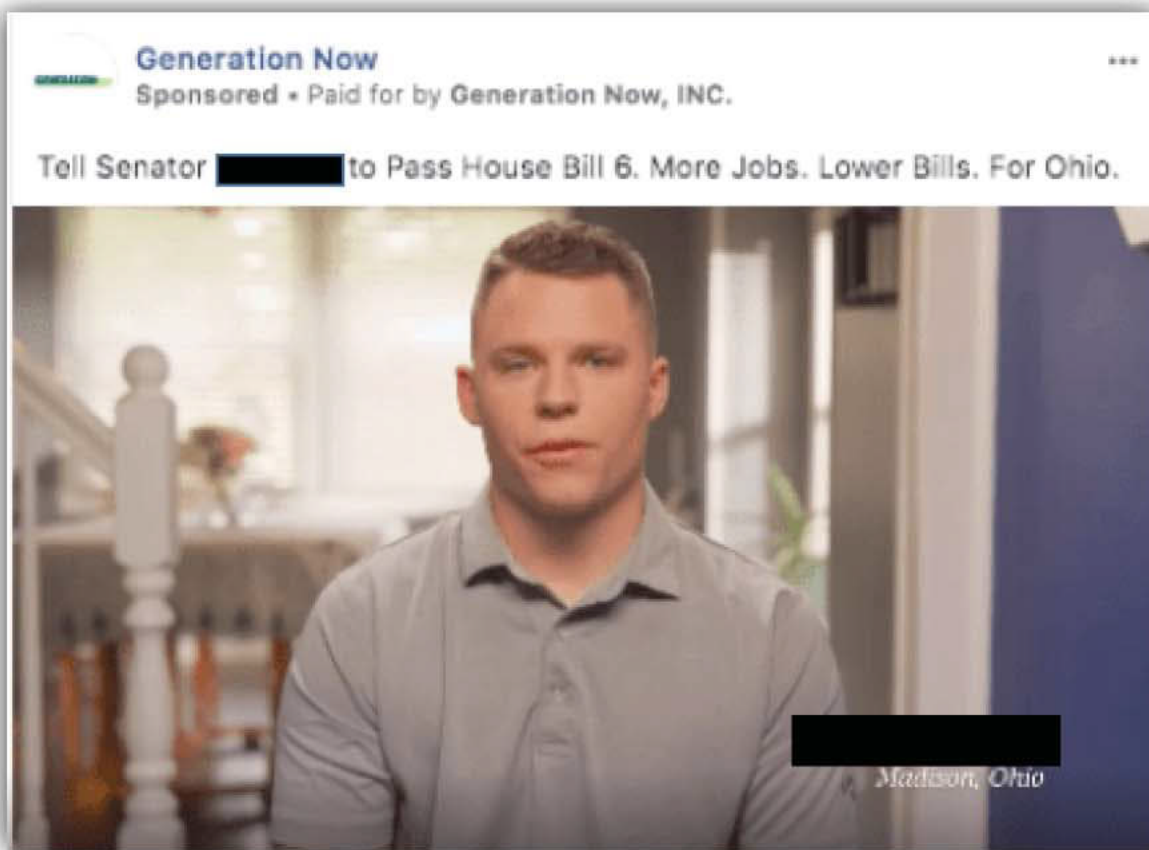 Generation Now
Sponsored • Paid for by Generation Now, INC.
Tell Senator to Pass House Bill 6. More Jobs. Lower Bills. For Ohio.
Madison, Ohio